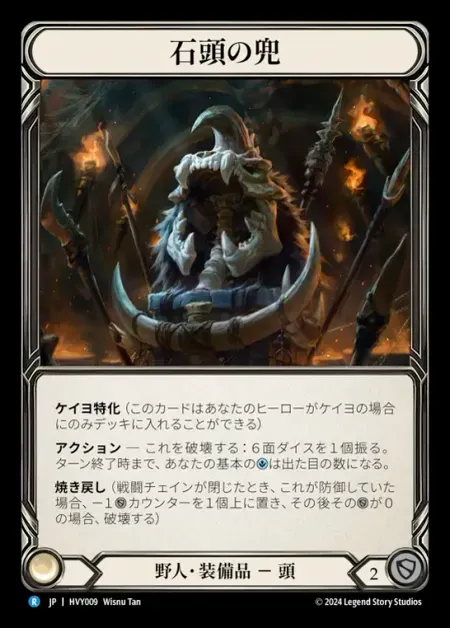 石頭の兜
ケイヨ特化 (このカードはあなたのヒーローがケイヨの場合
にのみデッキに入れることができる)
アクション ― これを破壊する：6面ダイスを1個振る。
ターン終了時まで、あなたの基本のは出た目の数になる。
焼き戻し (戦闘チェインが閉じたとき、これが防御していた
場合、－1カウンターを1個上に置き、その後そのが0
の場合、破壊する)
野人・装備品 － 頭
2
R JP | HVY009 Wisnu Tan
© 2024 Legend Story Studios